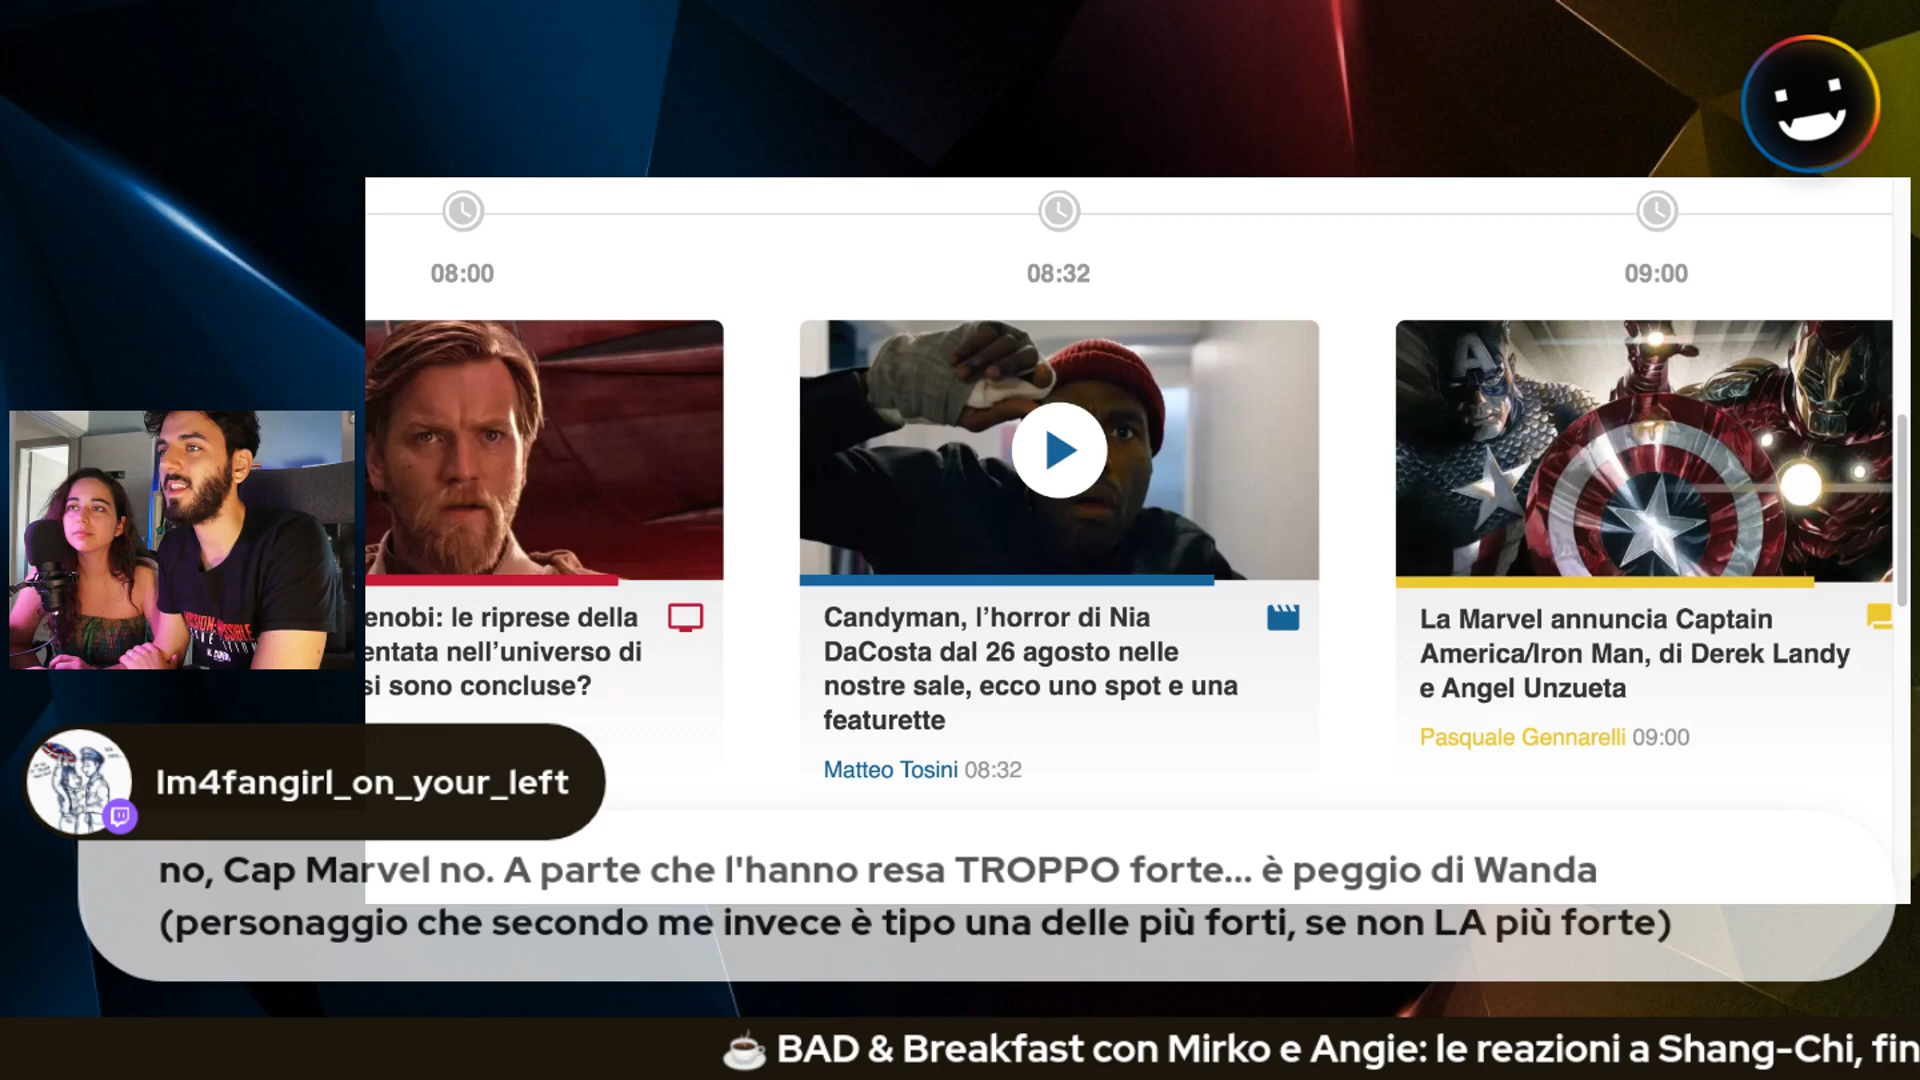 08:00
08:32
09:00
enobi: le riprese della
entata nell'universo di
si sono concluse?
Candyman, l'horror di Nia
DaCosta dal 26 agosto nelle
nostre sale, ecco uno spot e una
featurette
Matteo Tosini 08:32
La Marvel annuncia Captain
America/Iron Man, di Derek Landy
e Angel Unzueta
Pasquale Gennarelli 09:00
Im4fangirl_on_your_left
no, Cap Marvel no. A parte che l'hanno resa TROPPO forte... è peggio di Wanda
(personaggio che secondo me invece è tipo una delle più forti, se non LA più forte)
BAD & Breakfast con Mirko e Angie: le reazioni a Shang-Chi, fin